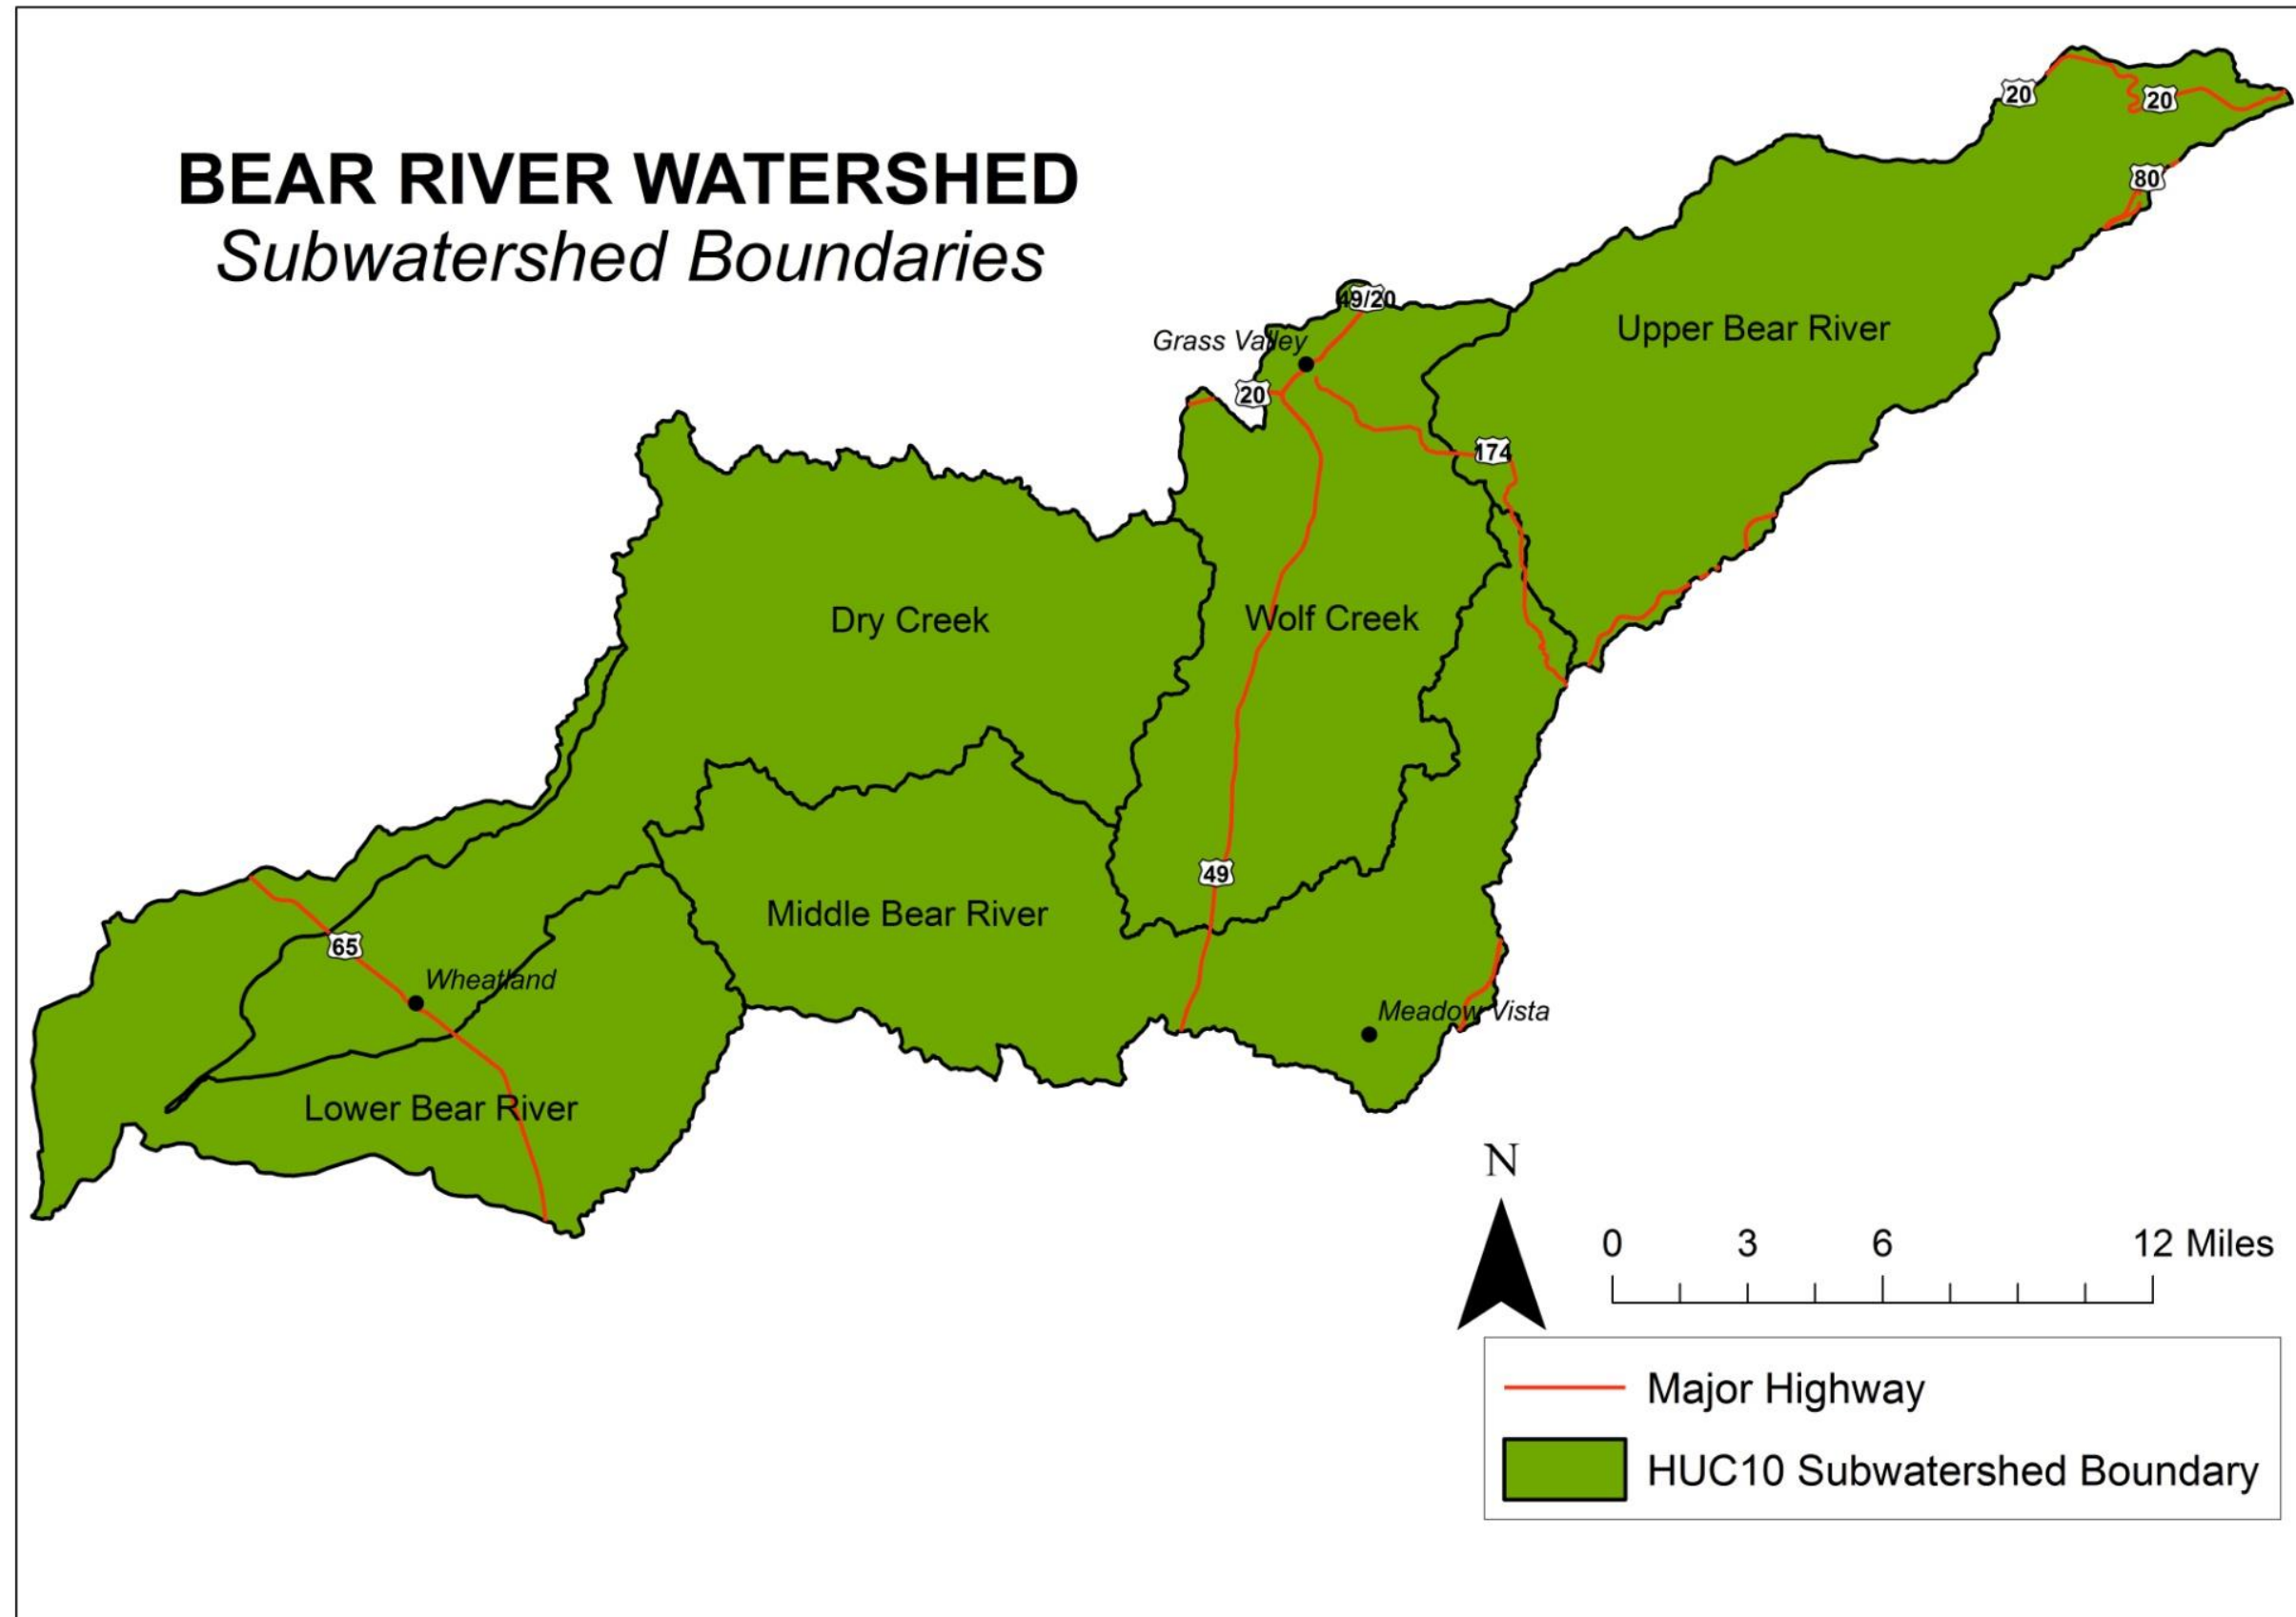 BEAR RIVER WATERSHED
Subwatershed Boundaries
20
20
80
49/20
Grass Valley
Upper Bear River
20
174
Dry Creek
Wolf Creek
49
Middle Bear River
65
Wheatland
Meadow Vista
Lower Bear River
N
0 3 6 12 Miles
Major Highway
HUC10 Subwatershed Boundary